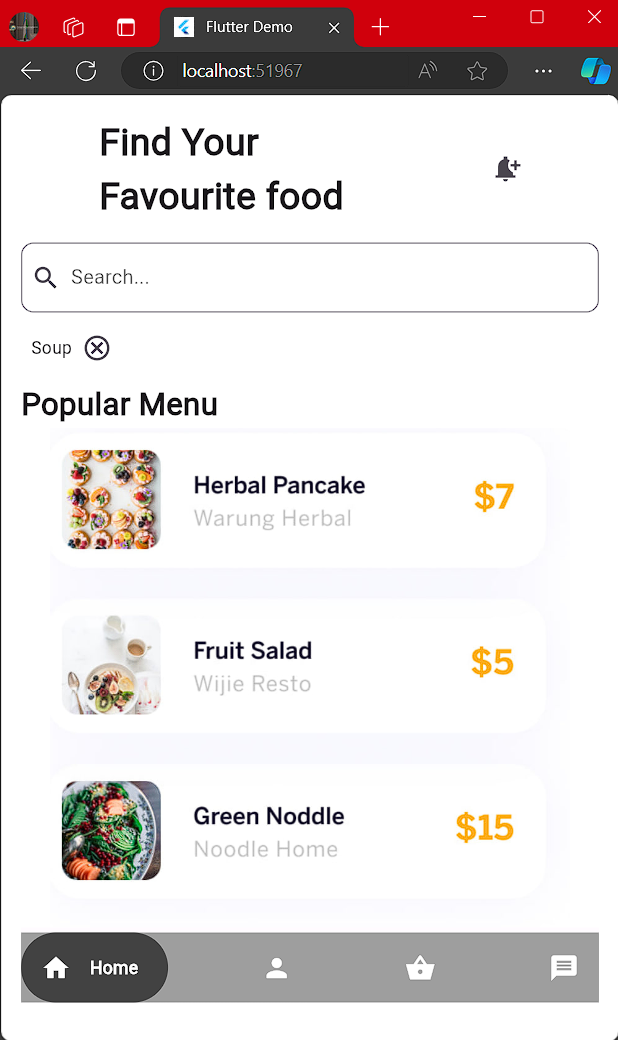 Flutter Demo
localhost:51967
Find Your
Favourite food
Search...
Soup
Popular Menu
Herbal Pancake
Warung Herbal
$7
Fruit Salad
Wijie Resto
$5
Green Noddle
Noodle Home
$15
Home